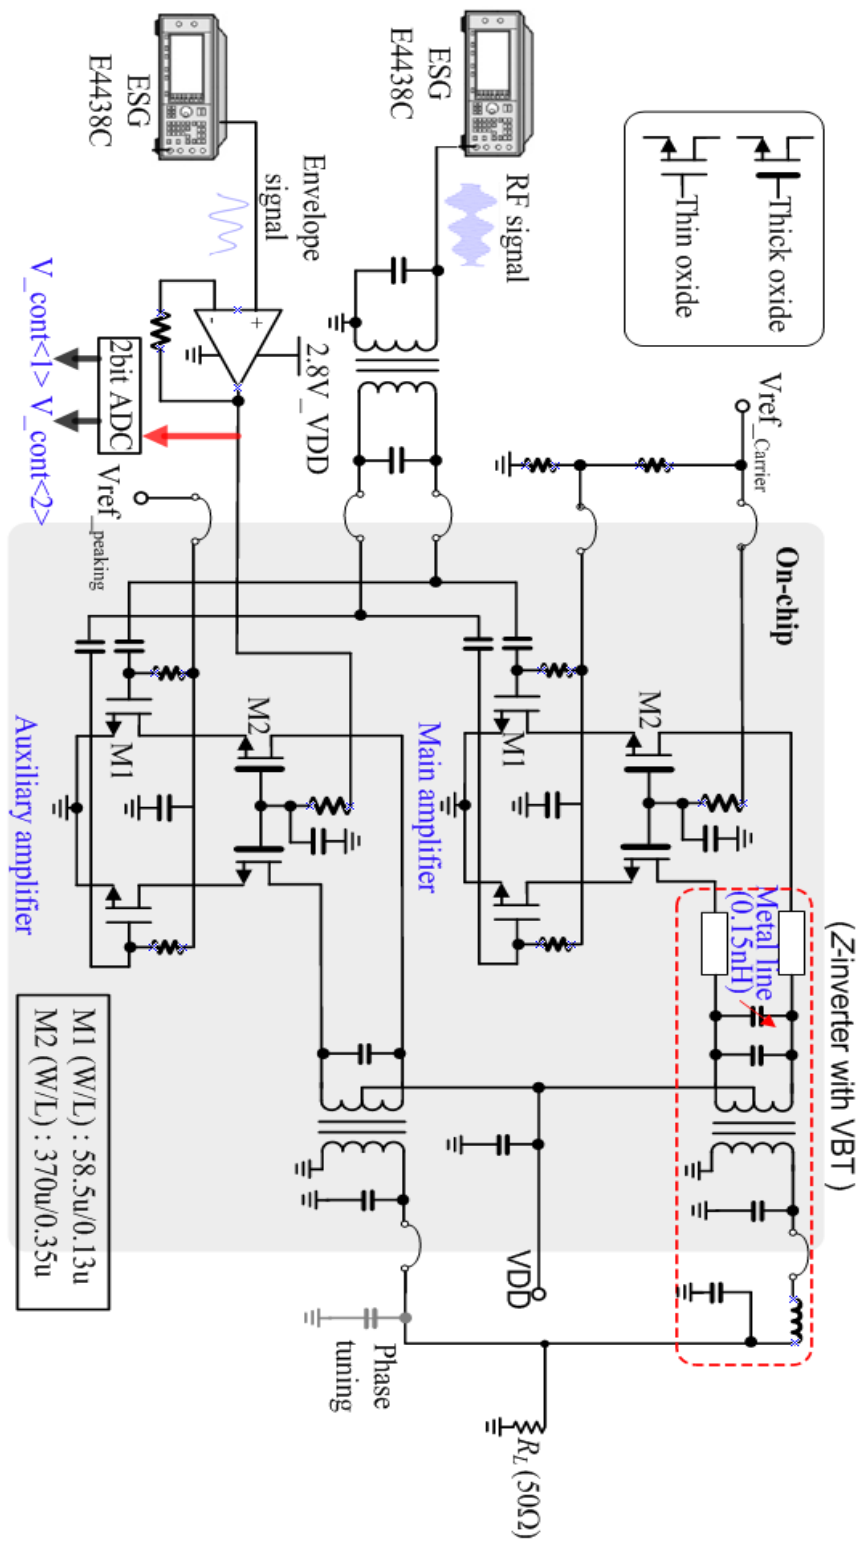 Thick oxide
Thin oxide
ESG
E4438C
RF signal
ESG
E4438C
Envelope
signal
2.8V_VDD
+
-
2bit ADC
V_cont<1> V_cont<2>
Vref_Carrier
Vref_peaking
On-chip
M2
M1
Main amplifier
M2
M1
Auxiliary amplifier
(Z-inverter with VBT )
Metal line
(0.15nH)
VDD
Phase
tuning
R_L (50Ω)
M1 (W/L) : 58.5u/0.13u
M2 (W/L) : 370u/0.35u